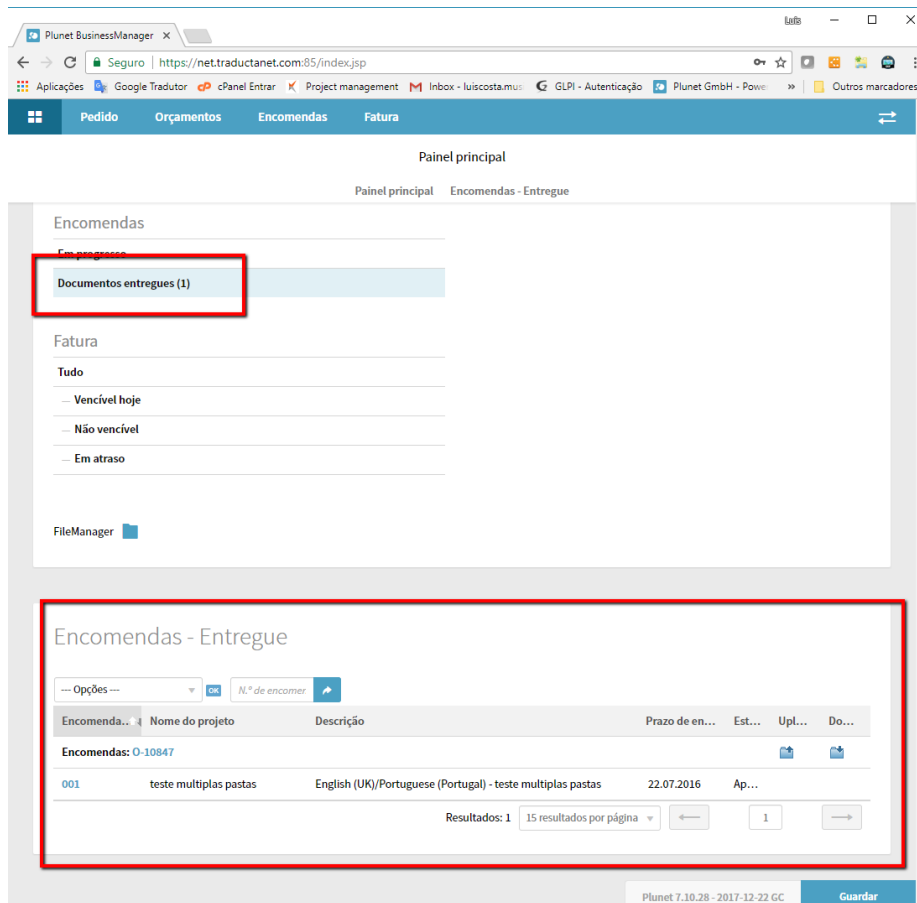 Luís
Plunet BusinessManager
Seguro | https://net.traductanet.com:85/index.jsp
Aplicações Google Tradutor cPanel Entrar Project management Inbox - luiscosta.mus GLPI - Autenticação Plunet GmbH - Power » Outros marcadores
Pedido Orçamentos Encomendas Fatura
Painel principal
Painel principal Encomendas - Entregue
Encomendas
Em progresso
Documentos entregues (1)
Fatura
Tudo
— Vencível hoje
— Não vencível
— Em atraso
FileManager
Encomendas - Entregue
--- Opções --- OK N.º de encomer
Encomenda... Nome do projeto Descrição Prazo de en... Est... Upl... Do...
Encomendas: O-10847
001 teste multiplas pastas English (UK)/Portuguese (Portugal) - teste multiplas pastas 22.07.2016 Ap...
Resultados: 1 15 resultados por página 1
Plunet 7.10.28 - 2017-12-22 GC Guardar